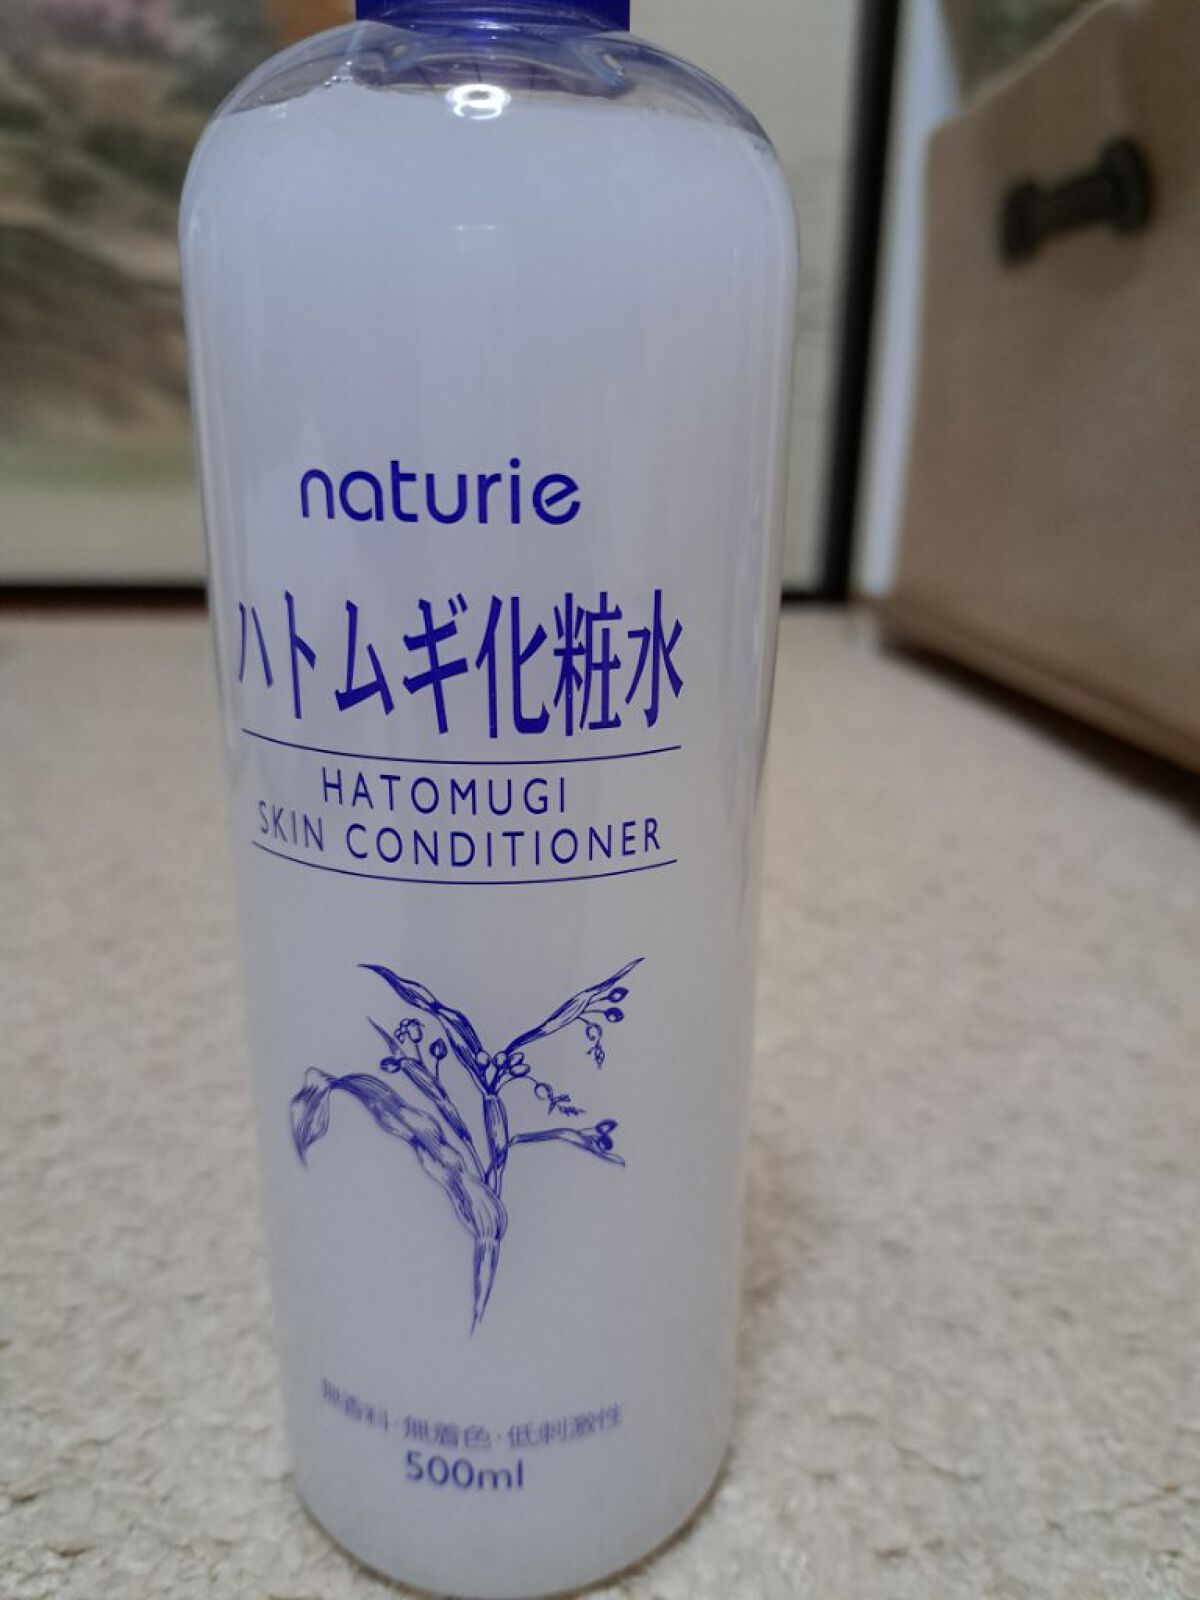 naturie
ハトムギ化粧水
HATOMUGI
SKIN CONDITIONER
無香料·無着色·低刺激性
500ml